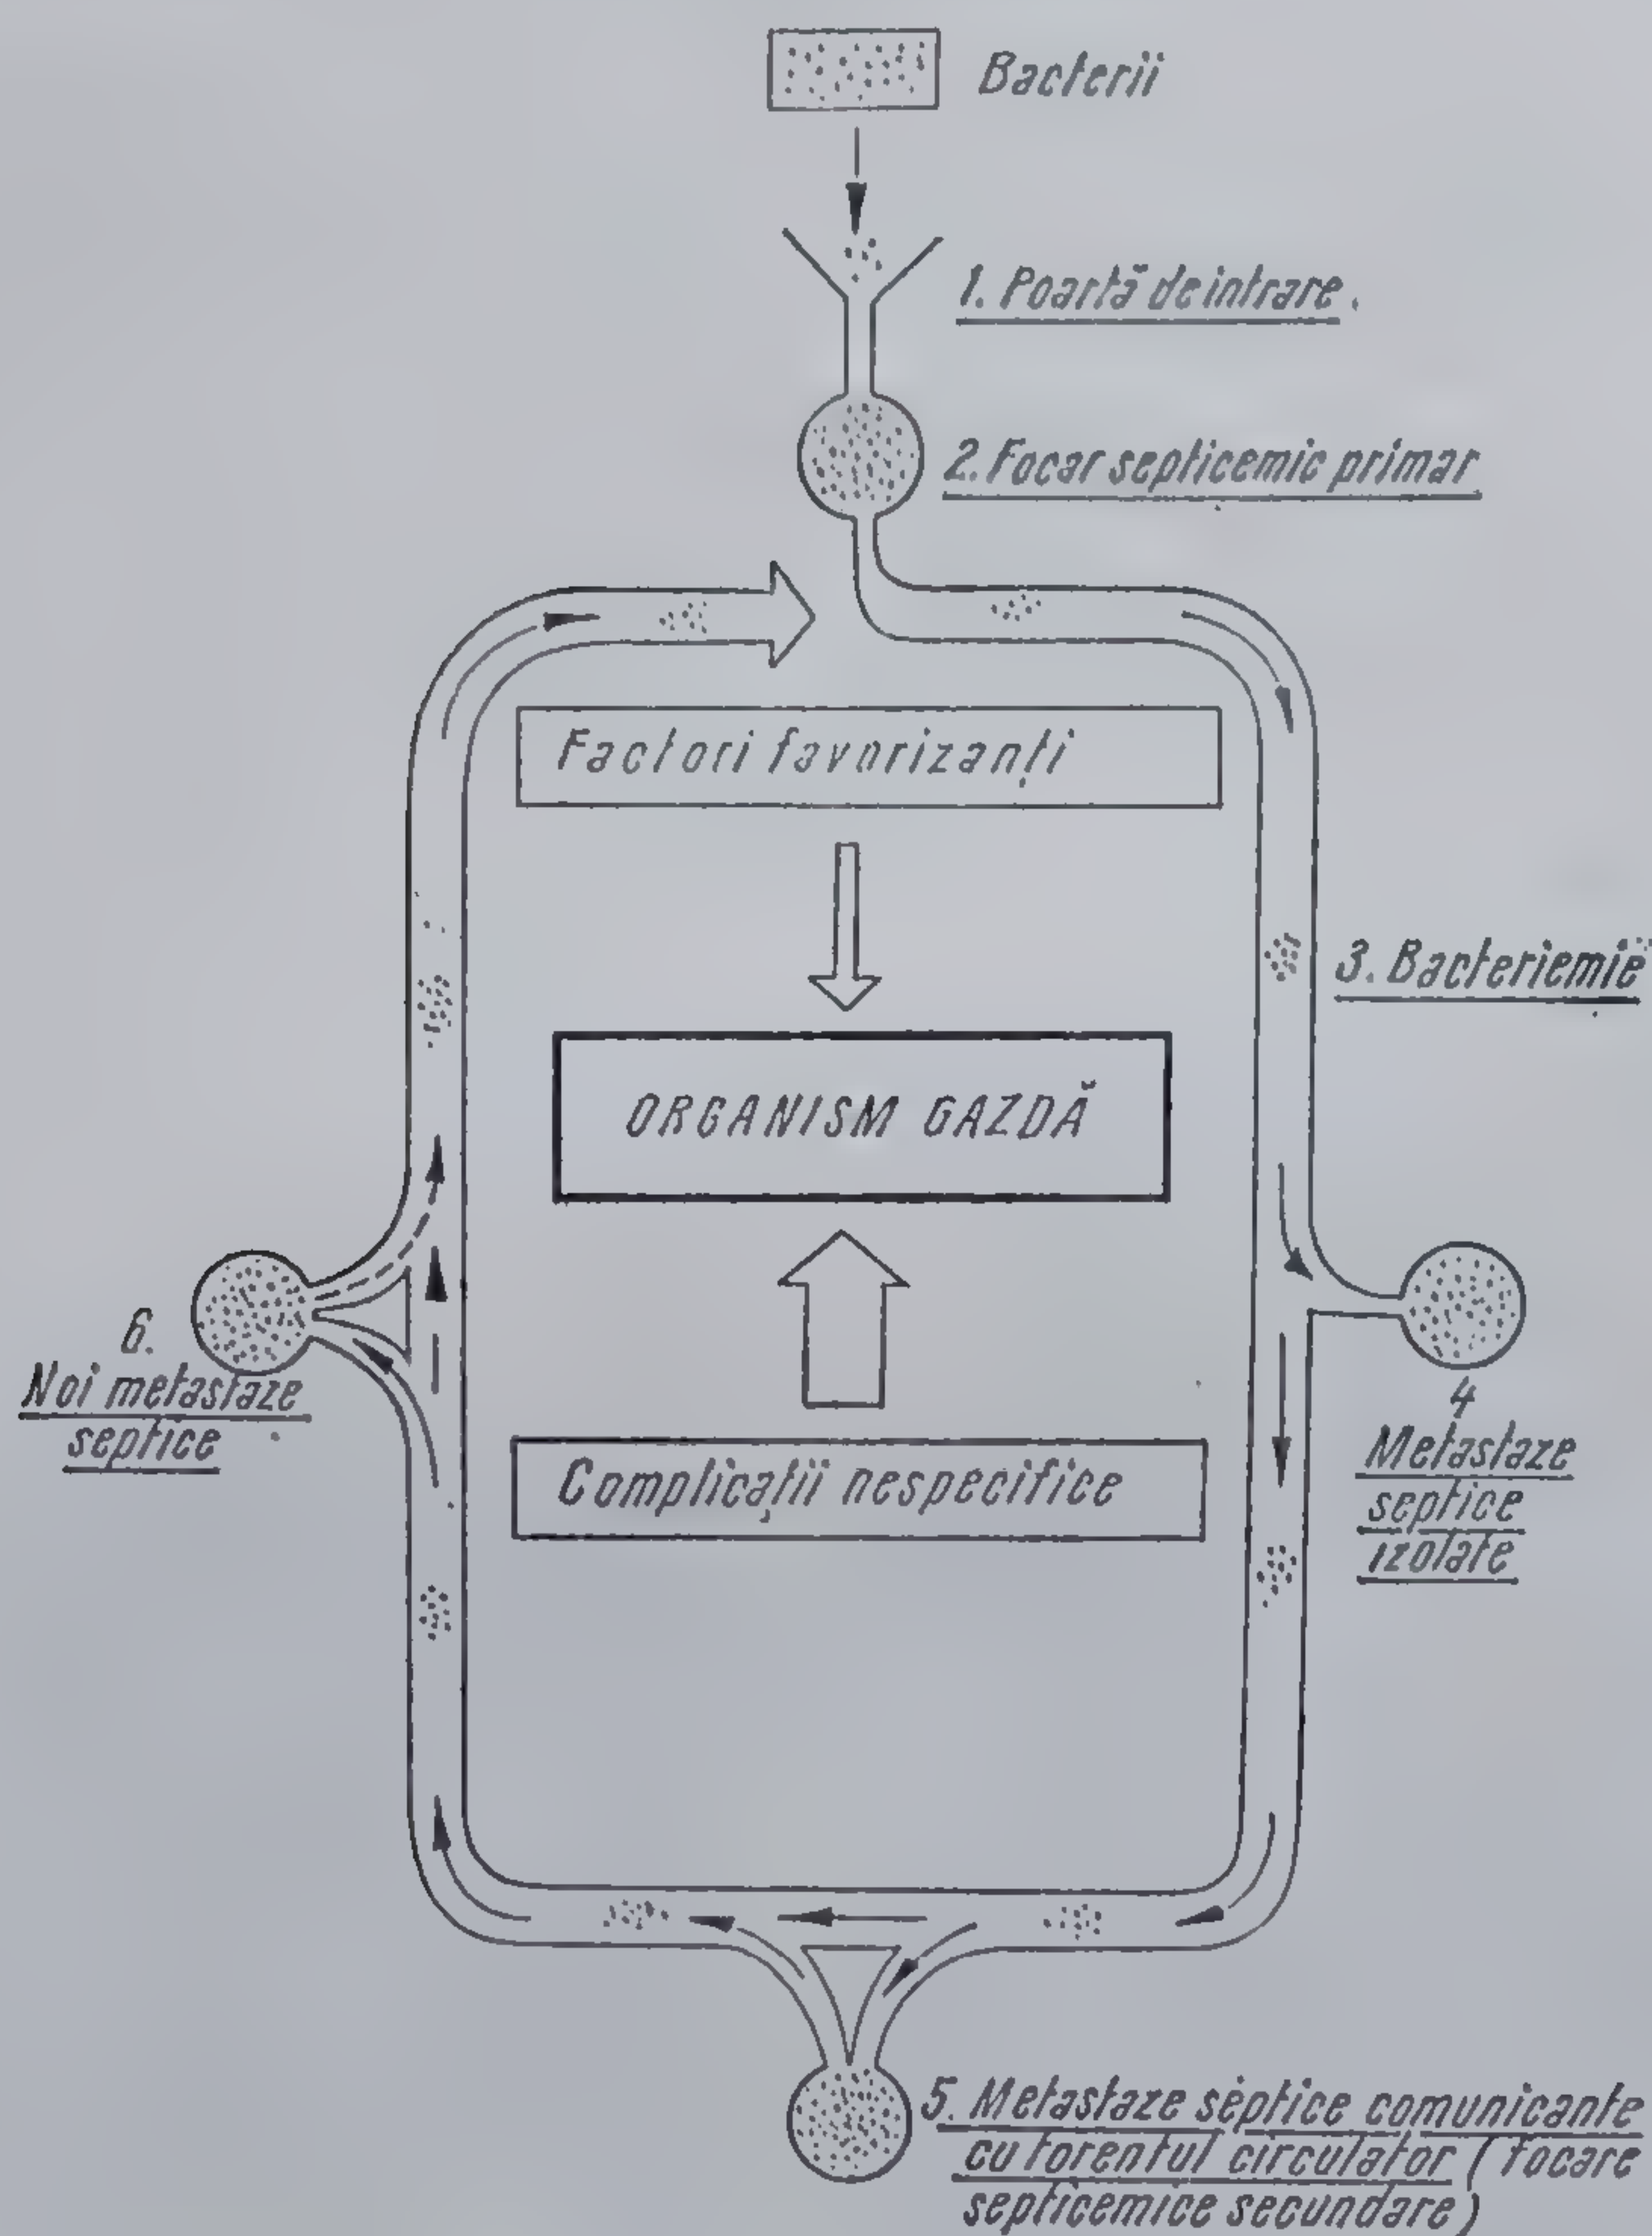 Bacterii
1. Poartă de intrare.
2. Focar septicemic primar
Factori favorizanți
3. Bacteriemie
ORGANISM GAZDĂ
6.
Noi metastaze
septice
4
Metastaze
septice
izolate
Complicații nespecifice
5. Metastaze septice comunicante
cu torentul circulator (focare
septicemice secundare)